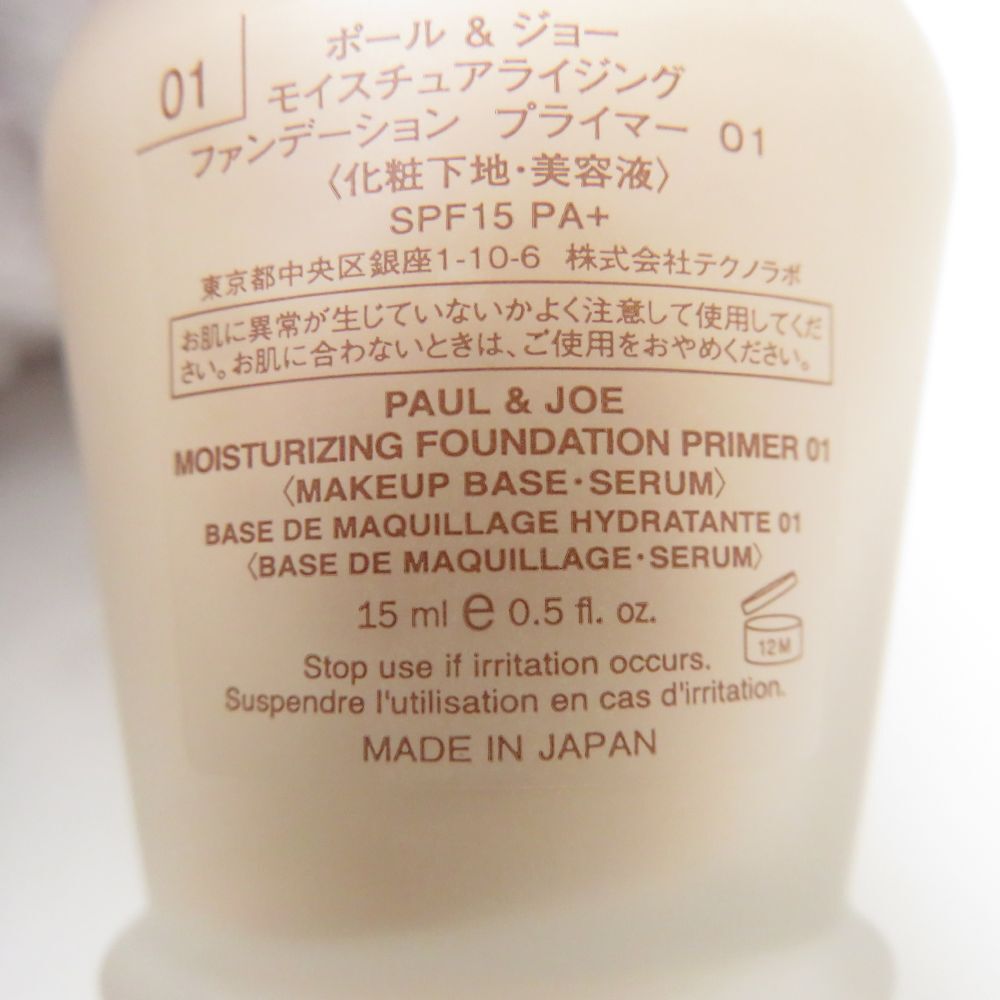 01
ポール & ジョー
モイスチュアライジング
ファンデーション プライマー 01
〈化粧下地・美容液〉
SPF15 PA+
東京都中央区銀座1-10-6 株式会社テクノラボ
お肌に異常が生じていないかよく注意して使用してくだ
さい。お肌に合わないときは、ご使用をおやめください。
PAUL & JOE
MOISTURIZING FOUNDATION PRIMER 01
〈MAKEUP BASE・SERUM〉
BASE DE MAQUILLAGE HYDRATANTE 01
〈BASE DE MAQUILLAGE・SERUM〉
15 ml e 0.5 fl. oz.
12M
Stop use if irritation occurs.
Suspendre l'utilisation en cas d'irritation.
MADE IN JAPAN